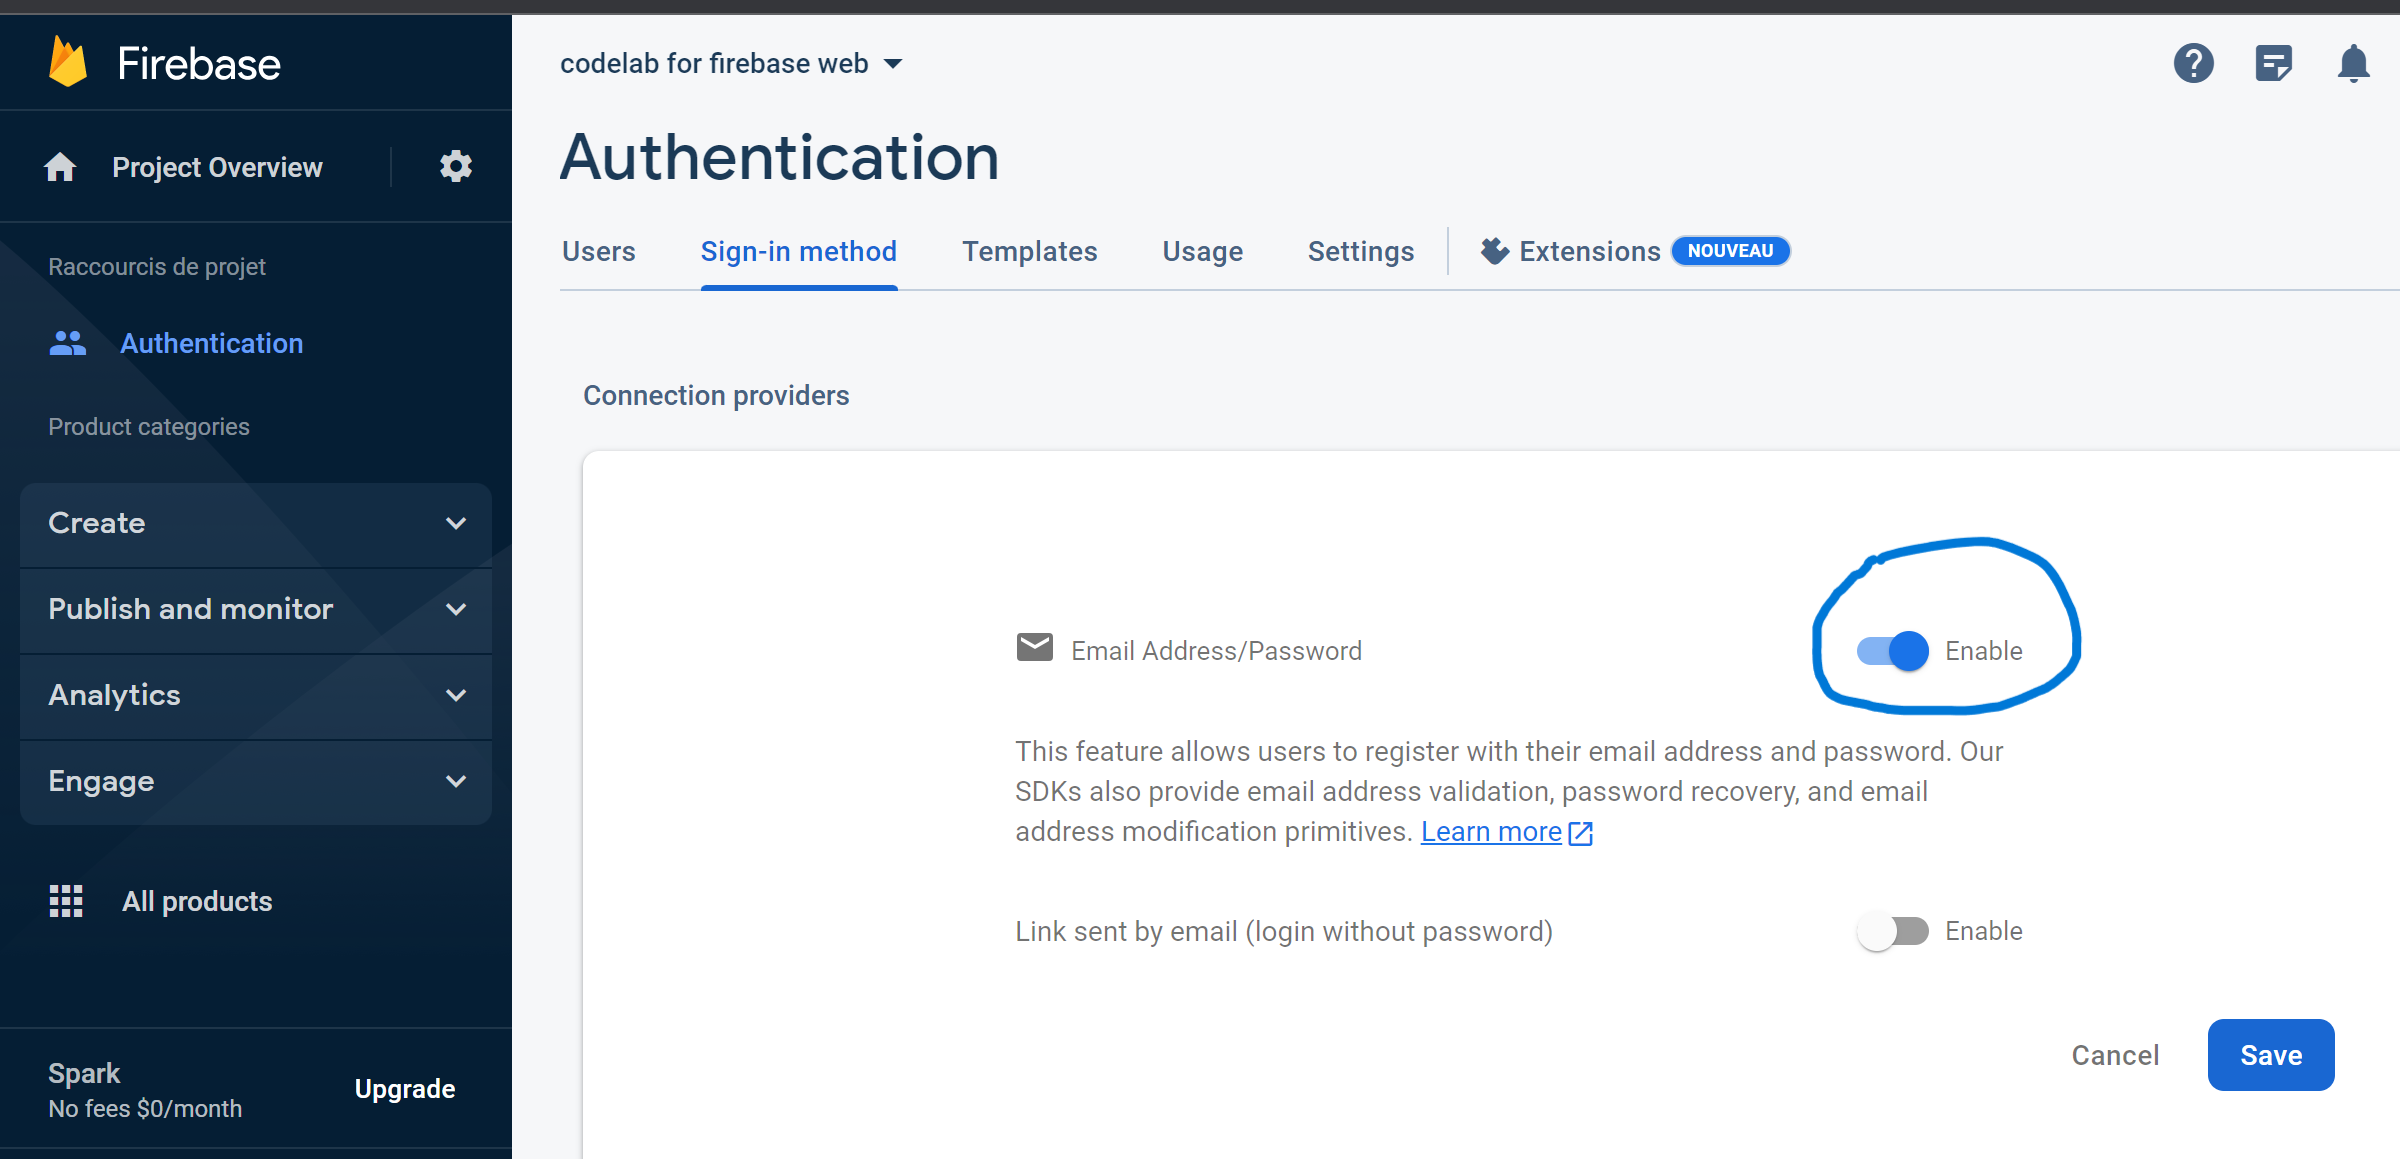 Firebase
Project Overview
Raccourcis de projet
Authentication
Product categories
Create
Publish and monitor
Analytics
Engage
All products
Spark
No fees $0/month
Upgrade
codelab for firebase web
Authentication
Users Sign-in method Templates Usage Settings Extensions NOUVEAU
Connection providers
Email Address/Password Enable
This feature allows users to register with their email address and password. Our
SDKs also provide email address validation, password recovery, and email
address modification primitives. Learn more
Link sent by email (login without password) Enable
Cancel Save